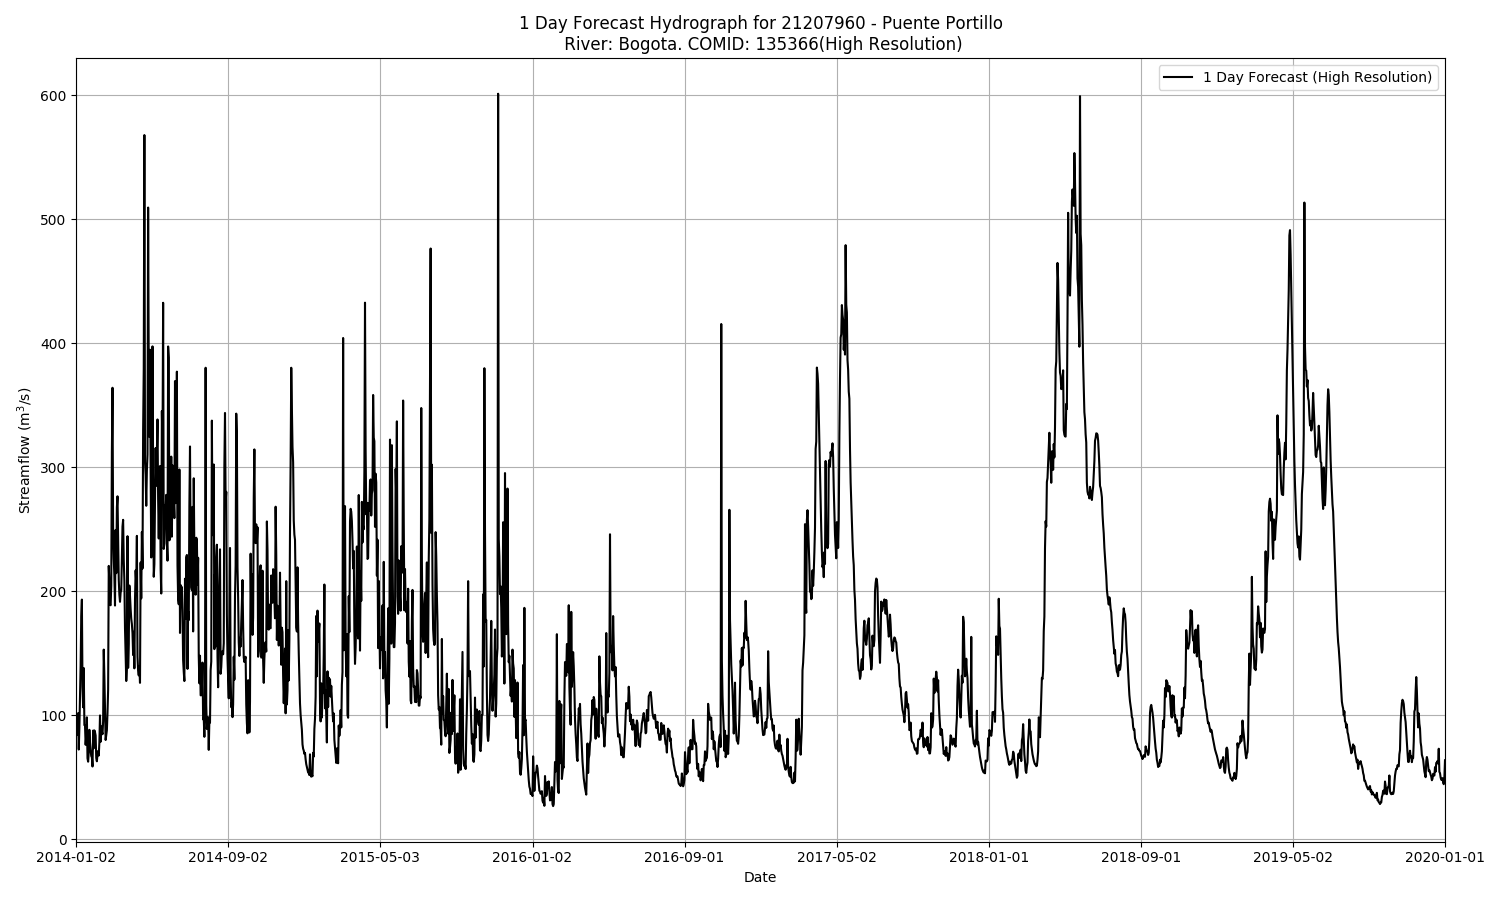 1 Day Forecast Hydrograph for 21207960 - Puente Portillo
River: Bogota. COMID: 135366(High Resolution)
1 Day Forecast (High Resolution)
Streamflow (m³/s)
600
500
400
300
200
100
0
2014-01-02 2014-09-02 2015-05-03 2016-01-02 2016-09-01 2017-05-02 2018-01-01 2018-09-01 2019-05-02 2020-01-01
Date